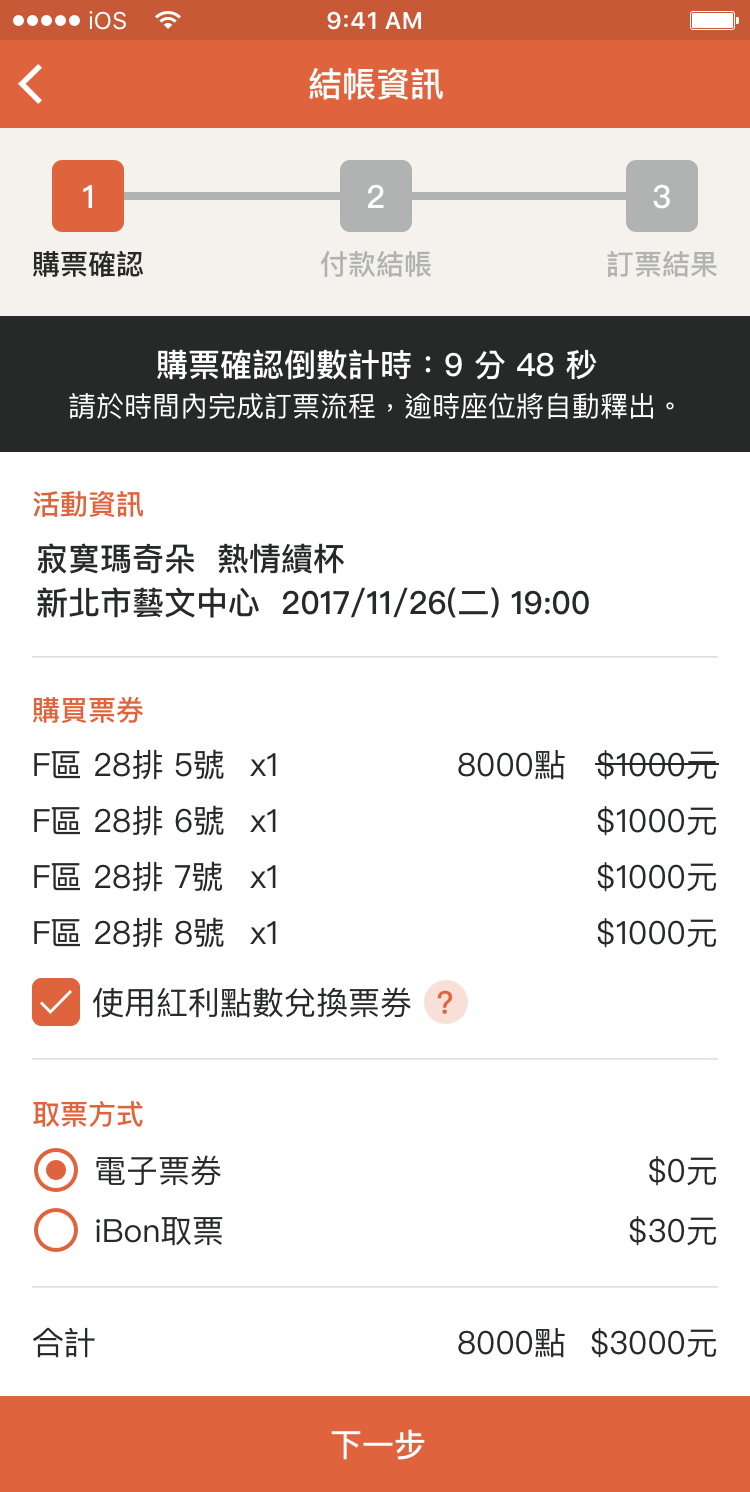 iOS 9:41 AM
結帳資訊
1 2 3
購票確認 付款結帳 訂票結果
購票確認倒數計時：9 分 48 秒
請於時間內完成訂票流程，逾時座位將自動釋出。
活動資訊
寂寞瑪奇朵 熱情續杯
新北市藝文中心 2017/11/26(二) 19:00
購買票券
F區 28排 5號 x1 8000點 $1000元
F區 28排 6號 x1 $1000元
F區 28排 7號 x1 $1000元
F區 28排 8號 x1 $1000元
使用紅利點數兌換票券 ?
取票方式
電子票券 $0元
iBon取票 $30元
合計 8000點 $3000元
下一步